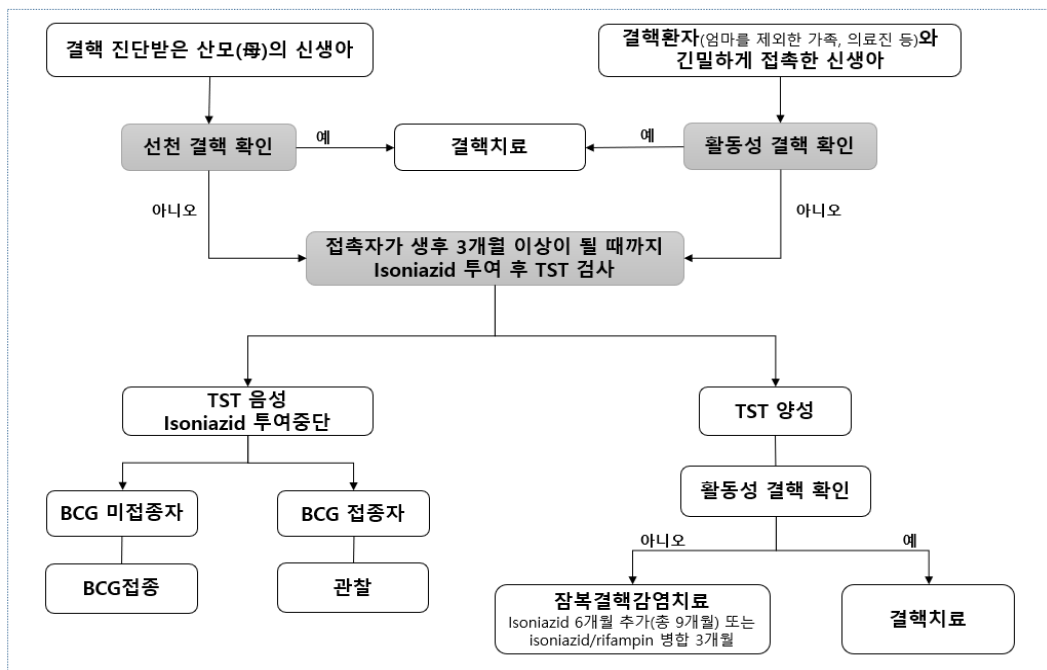 결핵 진단받은 산모(母)의 신생아
결핵환자(엄마를 제외한 가족, 의료진 등)와
긴밀하게 접촉한 신생아
선천 결핵 확인
예
결핵치료
예
활동성 결핵 확인
아니오
아니오
접촉자가 생후 3개월 이상이 될 때까지
Isoniazid 투여 후 TST 검사
TST 음성
Isoniazid 투여중단
TST 양성
BCG 미접종자
BCG 접종자
활동성 결핵 확인
BCG접종
관찰
아니오
예
잠복결핵감염치료
Isoniazid 6개월 추가(총 9개월) 또는
isoniazid/rifampin 병합 3개월
결핵치료